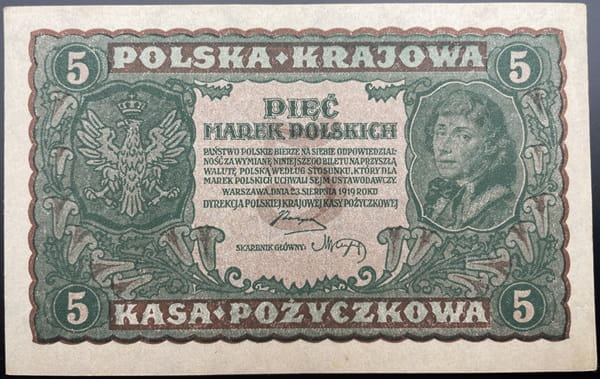 5 POLSKA·KRAJOWA 5
PIĘĆ
MAREK POLSKICH
PAŃSTWO POLSKIE BIERZE NA SIEBIE ODPOWIEDZIAL-
NOŚĆ ZA WYMIANĘ NINIEJSZEGO BILETU NA PRZYSZŁĄ
WALUTĘ POLSKĄ WEDŁUG STOSUNKU, KTÓRY DLA
MAREK POLSKICH UCHWALI SEJM USTAWODAWCZY.
WARSZAWA, DNIA 23 SIERPNIA 1919 ROKU
DYREKCJA POLSKIEJ KRAJOWEJ KASY POŻYCZKOWEJ
SKARBNIK GŁÓWNY:
5 KASA·POŻYCZKOWA 5